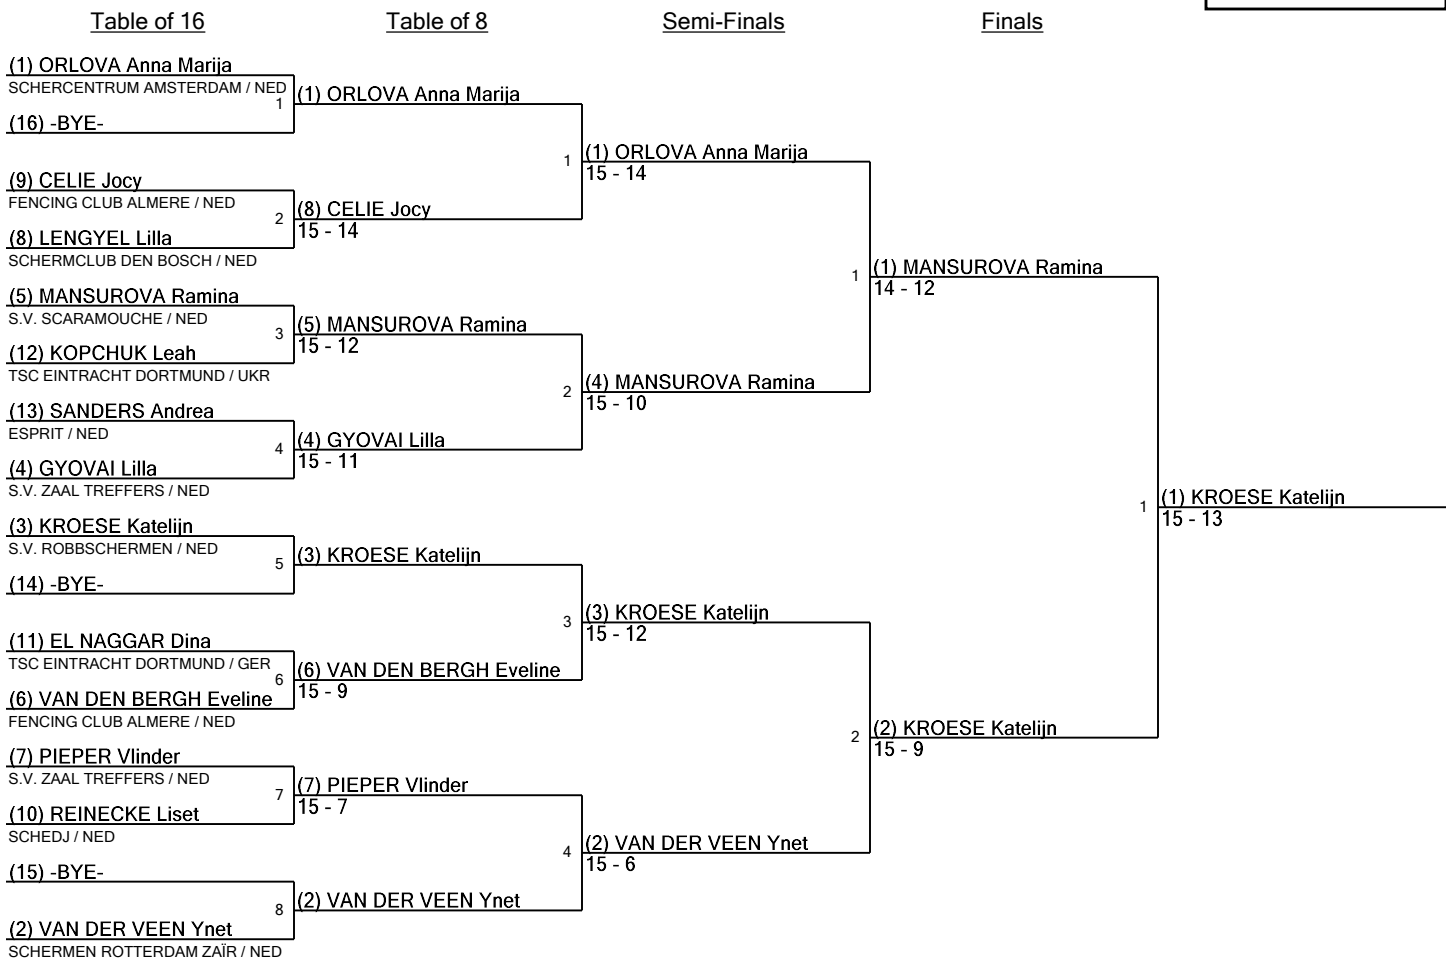 Table of 16
Table of 8
Semi-Finals
Finals
(1) ORLOVA Anna Marija
SCHERCENTRUM AMSTERDAM / NED
1
(16) -BYE-
(9) CELIE Jocy
FENCING CLUB ALMERE / NED
2
(8) LENGYEL Lilla
SCHERMCLUB DEN BOSCH / NED
(5) MANSUROVA Ramina
S.V. SCARAMOUCHE / NED
3
(12) KOPCHUK Leah
TSC EINTRACHT DORTMUND / UKR
(13) SANDERS Andrea
ESPRIT / NED
4
(4) GYOVAI Lilla
S.V. ZAAL TREFFERS / NED
(3) KROESE Katelijn
S.V. ROBBSCHERMEN / NED
5
(14) -BYE-
(11) EL NAGGAR Dina
TSC EINTRACHT DORTMUND / GER
6
(6) VAN DEN BERGH Eveline
FENCING CLUB ALMERE / NED
(7) PIEPER Vlinder
S.V. ZAAL TREFFERS / NED
7
(10) REINECKE Liset
SCHEDJ / NED
(15) -BYE-
8
(2) VAN DER VEEN Ynet
SCHERMEN ROTTERDAM ZAÏR / NED
(1) ORLOVA Anna Marija
1
(8) CELIE Jocy
15 - 14
(5) MANSUROVA Ramina
15 - 12
2
(4) GYOVAI Lilla
15 - 11
(3) KROESE Katelijn
3
(6) VAN DEN BERGH Eveline
15 - 9
(7) PIEPER Vlinder
15 - 7
4
(2) VAN DER VEEN Ynet
(1) ORLOVA Anna Marija
15 - 14
1
(4) MANSUROVA Ramina
15 - 10
(3) KROESE Katelijn
15 - 12
2
(2) VAN DER VEEN Ynet
15 - 6
(1) MANSUROVA Ramina
14 - 12
1
(2) KROESE Katelijn
15 - 9
(1) KROESE Katelijn
15 - 13